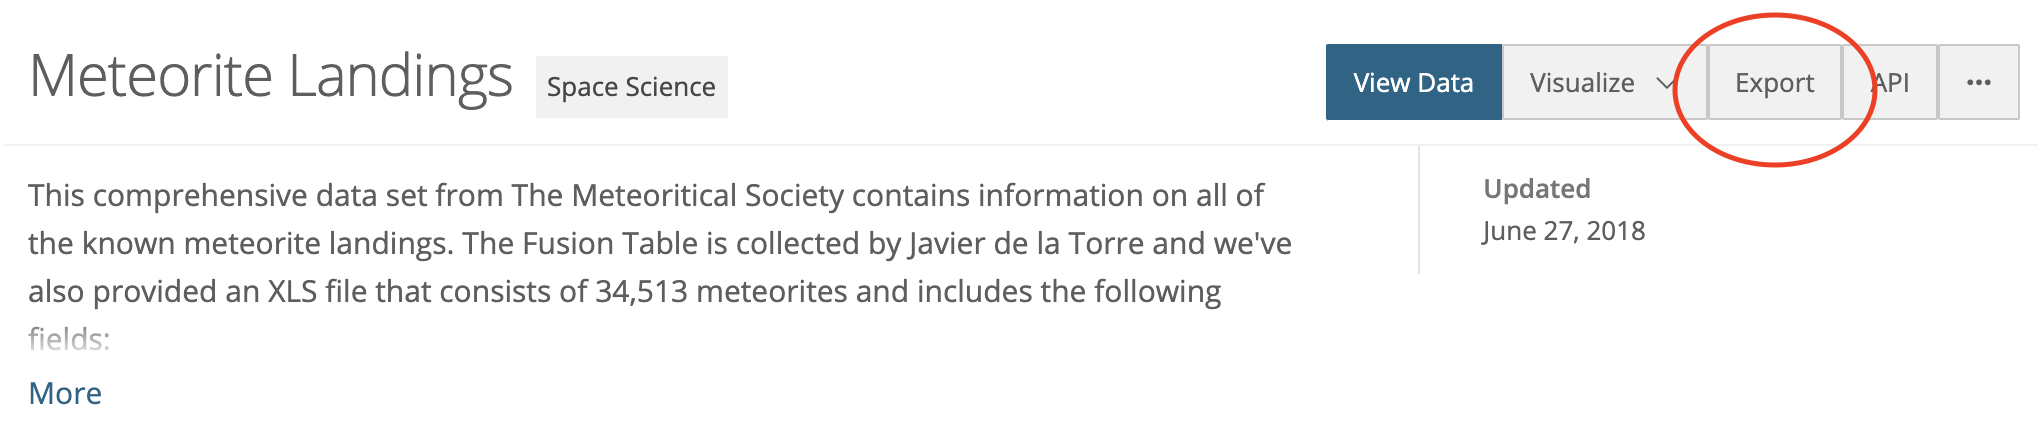 Meteorite Landings
Space Science
View Data
Visualize
Export
API
...
This comprehensive data set from The Meteoritical Society contains information on all of
the known meteorite landings. The Fusion Table is collected by Javier de la Torre and we've
also provided an XLS file that consists of 34,513 meteorites and includes the following
fields:
More
Updated
June 27, 2018